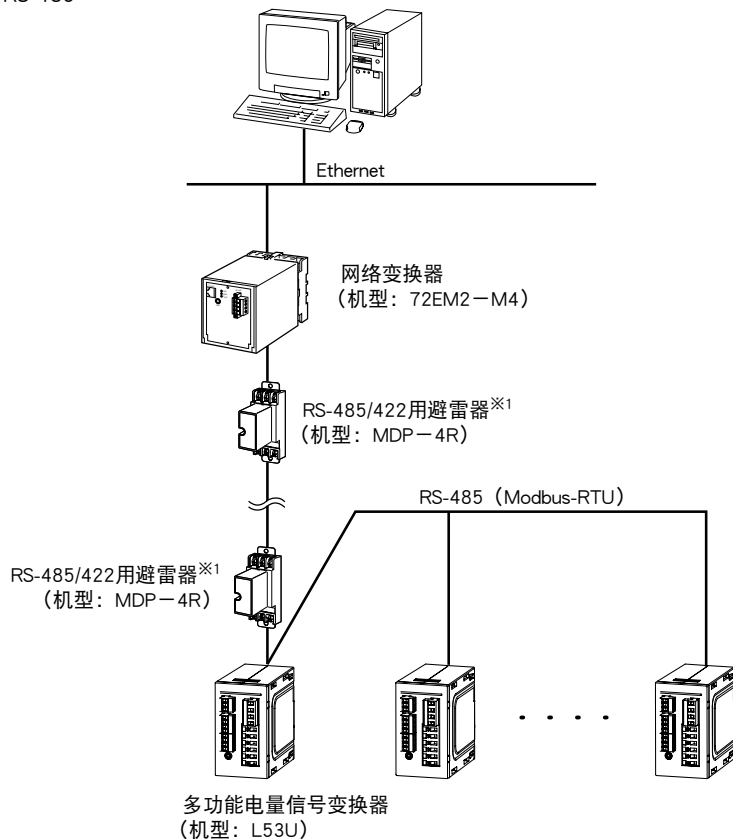 Ethernet
网络变换器
（机型：72EM2－M4）
RS-485/422用避雷器※1
（机型：MDP－4R）
RS-485（Modbus-RTU）
RS-485/422用避雷器※1
（机型：MDP－4R）
多功能电量信号变换器
（机型：L53U）